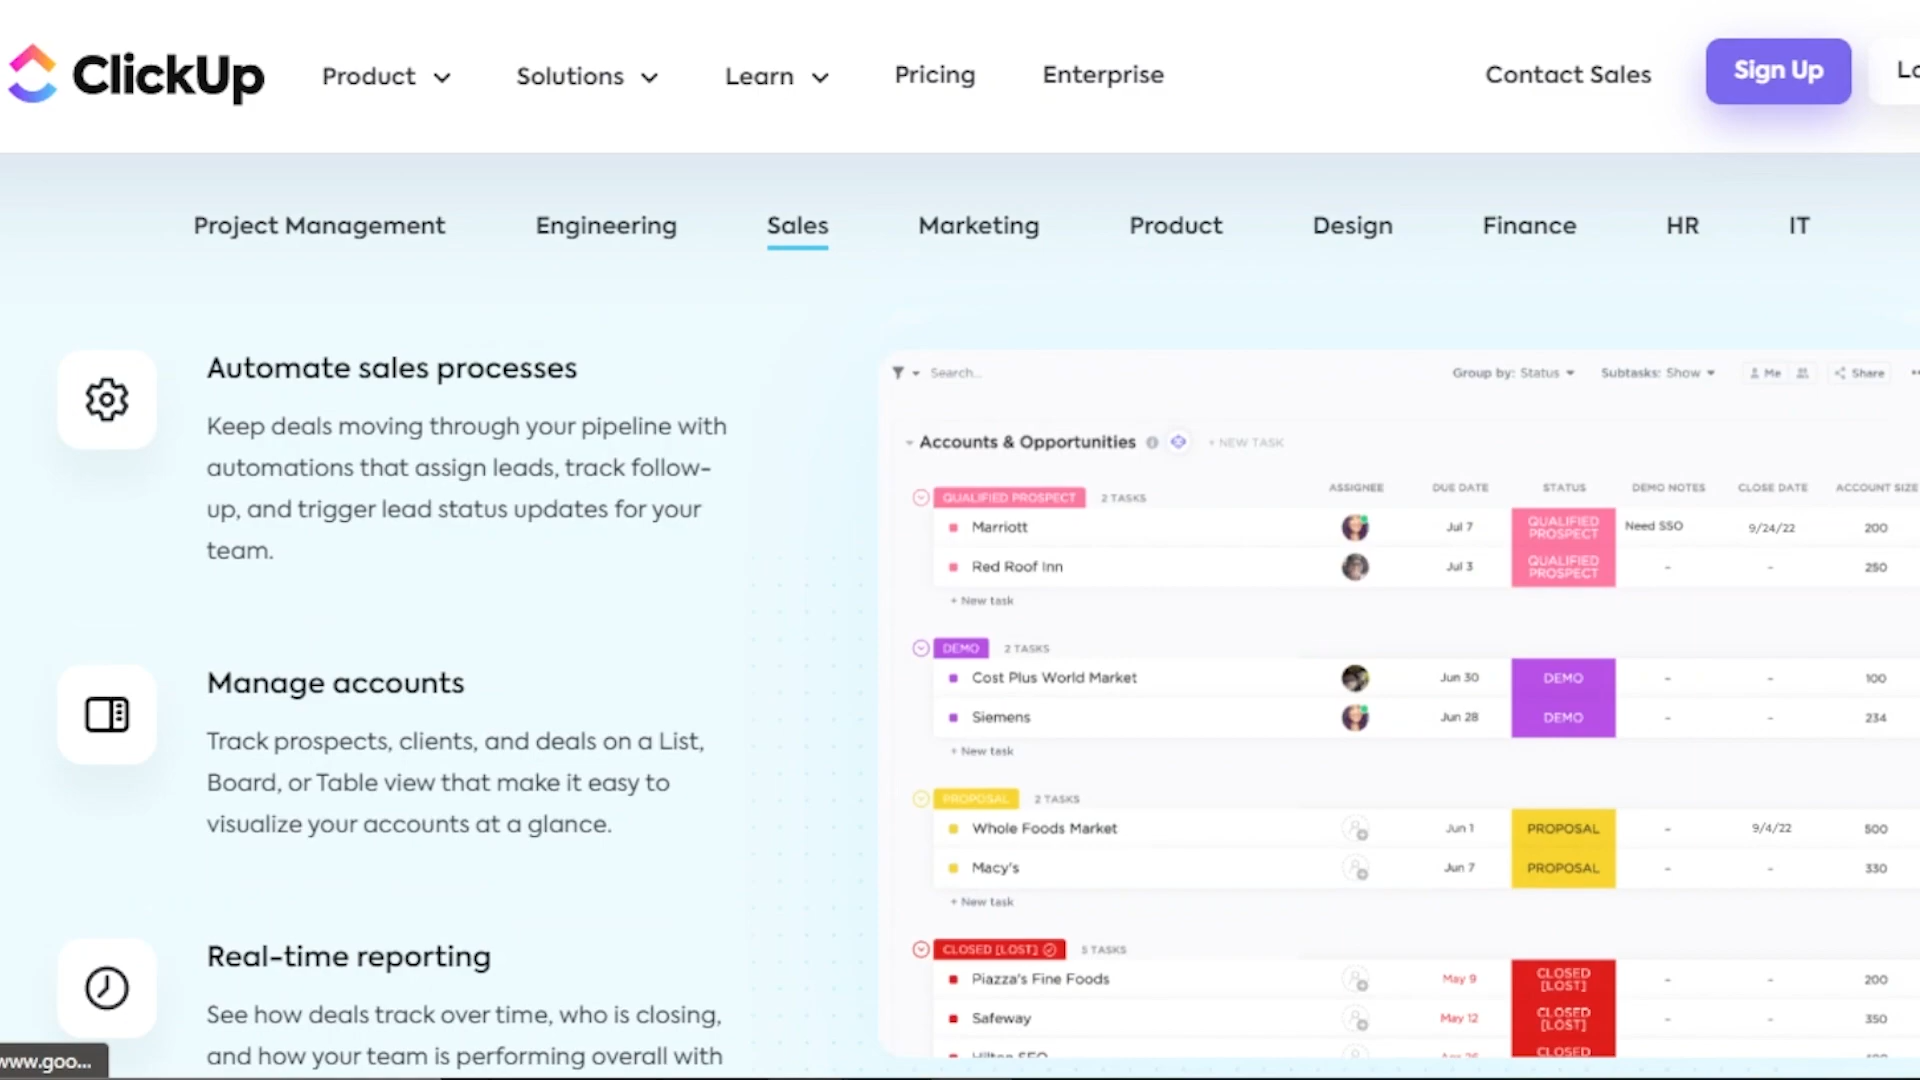 ClickUp Product Solutions Learn Pricing Enterprise Contact Sales Sign Up
Project Management Engineering Sales Marketing Product Design Finance HR IT
Automate sales processes
Keep deals moving through your pipeline with
automations that assign leads, track follow-
up, and trigger lead status updates for your
team.
Manage accounts
Track prospects, clients, and deals on a List,
Board, or Table view that make it easy to
visualize your accounts at a glance.
Real-time reporting
See how deals track over time, who is closing,
and how your team is performing overall with
www.goo...
Search... Group by: Status Subtasks: Show Me Share
Accounts & Opportunities + NEW TASK
QUALIFIED PROSPECT 2 TASKS ASSIGNEE DUE DATE STATUS DEMO NOTES CLOSE DATE ACCOUNT SIZE
Marriott Jul 7 QUALIFIED PROSPECT Need SSO 9/24/22 200
Red Roof Inn Jul 3 QUALIFIED PROSPECT - - 250
+ New task
DEMO 2 TASKS
Cost Plus World Market Jun 30 DEMO - - 100
Siemens Jun 28 DEMO - - 234
+ New task
PROPOSAL 2 TASKS
Whole Foods Market Jun 1 PROPOSAL - 9/4/22 500
Macy's Jun 7 PROPOSAL - - 330
+ New task
CLOSED [LOST] 5 TASKS
Piazza's Fine Foods May 9 CLOSED [LOST] - - 200
Safeway May 12 CLOSED [LOST] - - 350
CLOSED